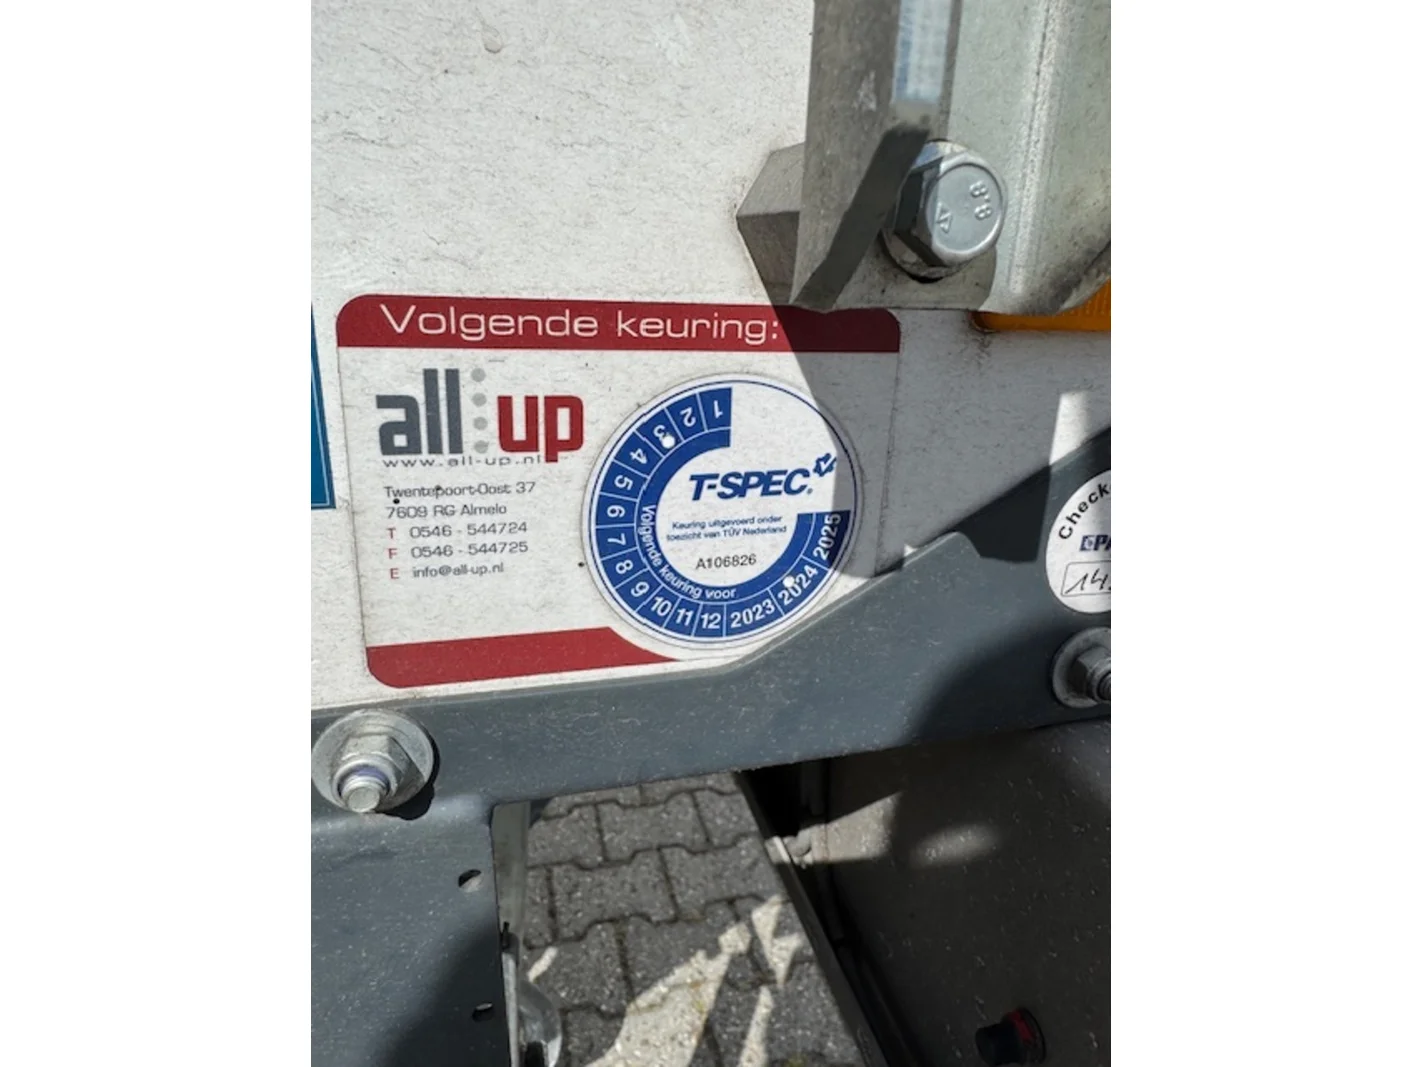 8.8
Volgende keuring:
all up
www.all-up.nl
Twentepoort-Oost 37
7609 RG Almelo
T 0546 - 544724
F 0546 - 544725
E info@all-up.nl
1 2 3 4 5 6 7 8 9 10 11 12 2023 2024 2025
T-SPEC®
Keuring uitgevoerd onder
toezicht van TÜV Nederland
A106826
Volgende keuring voor